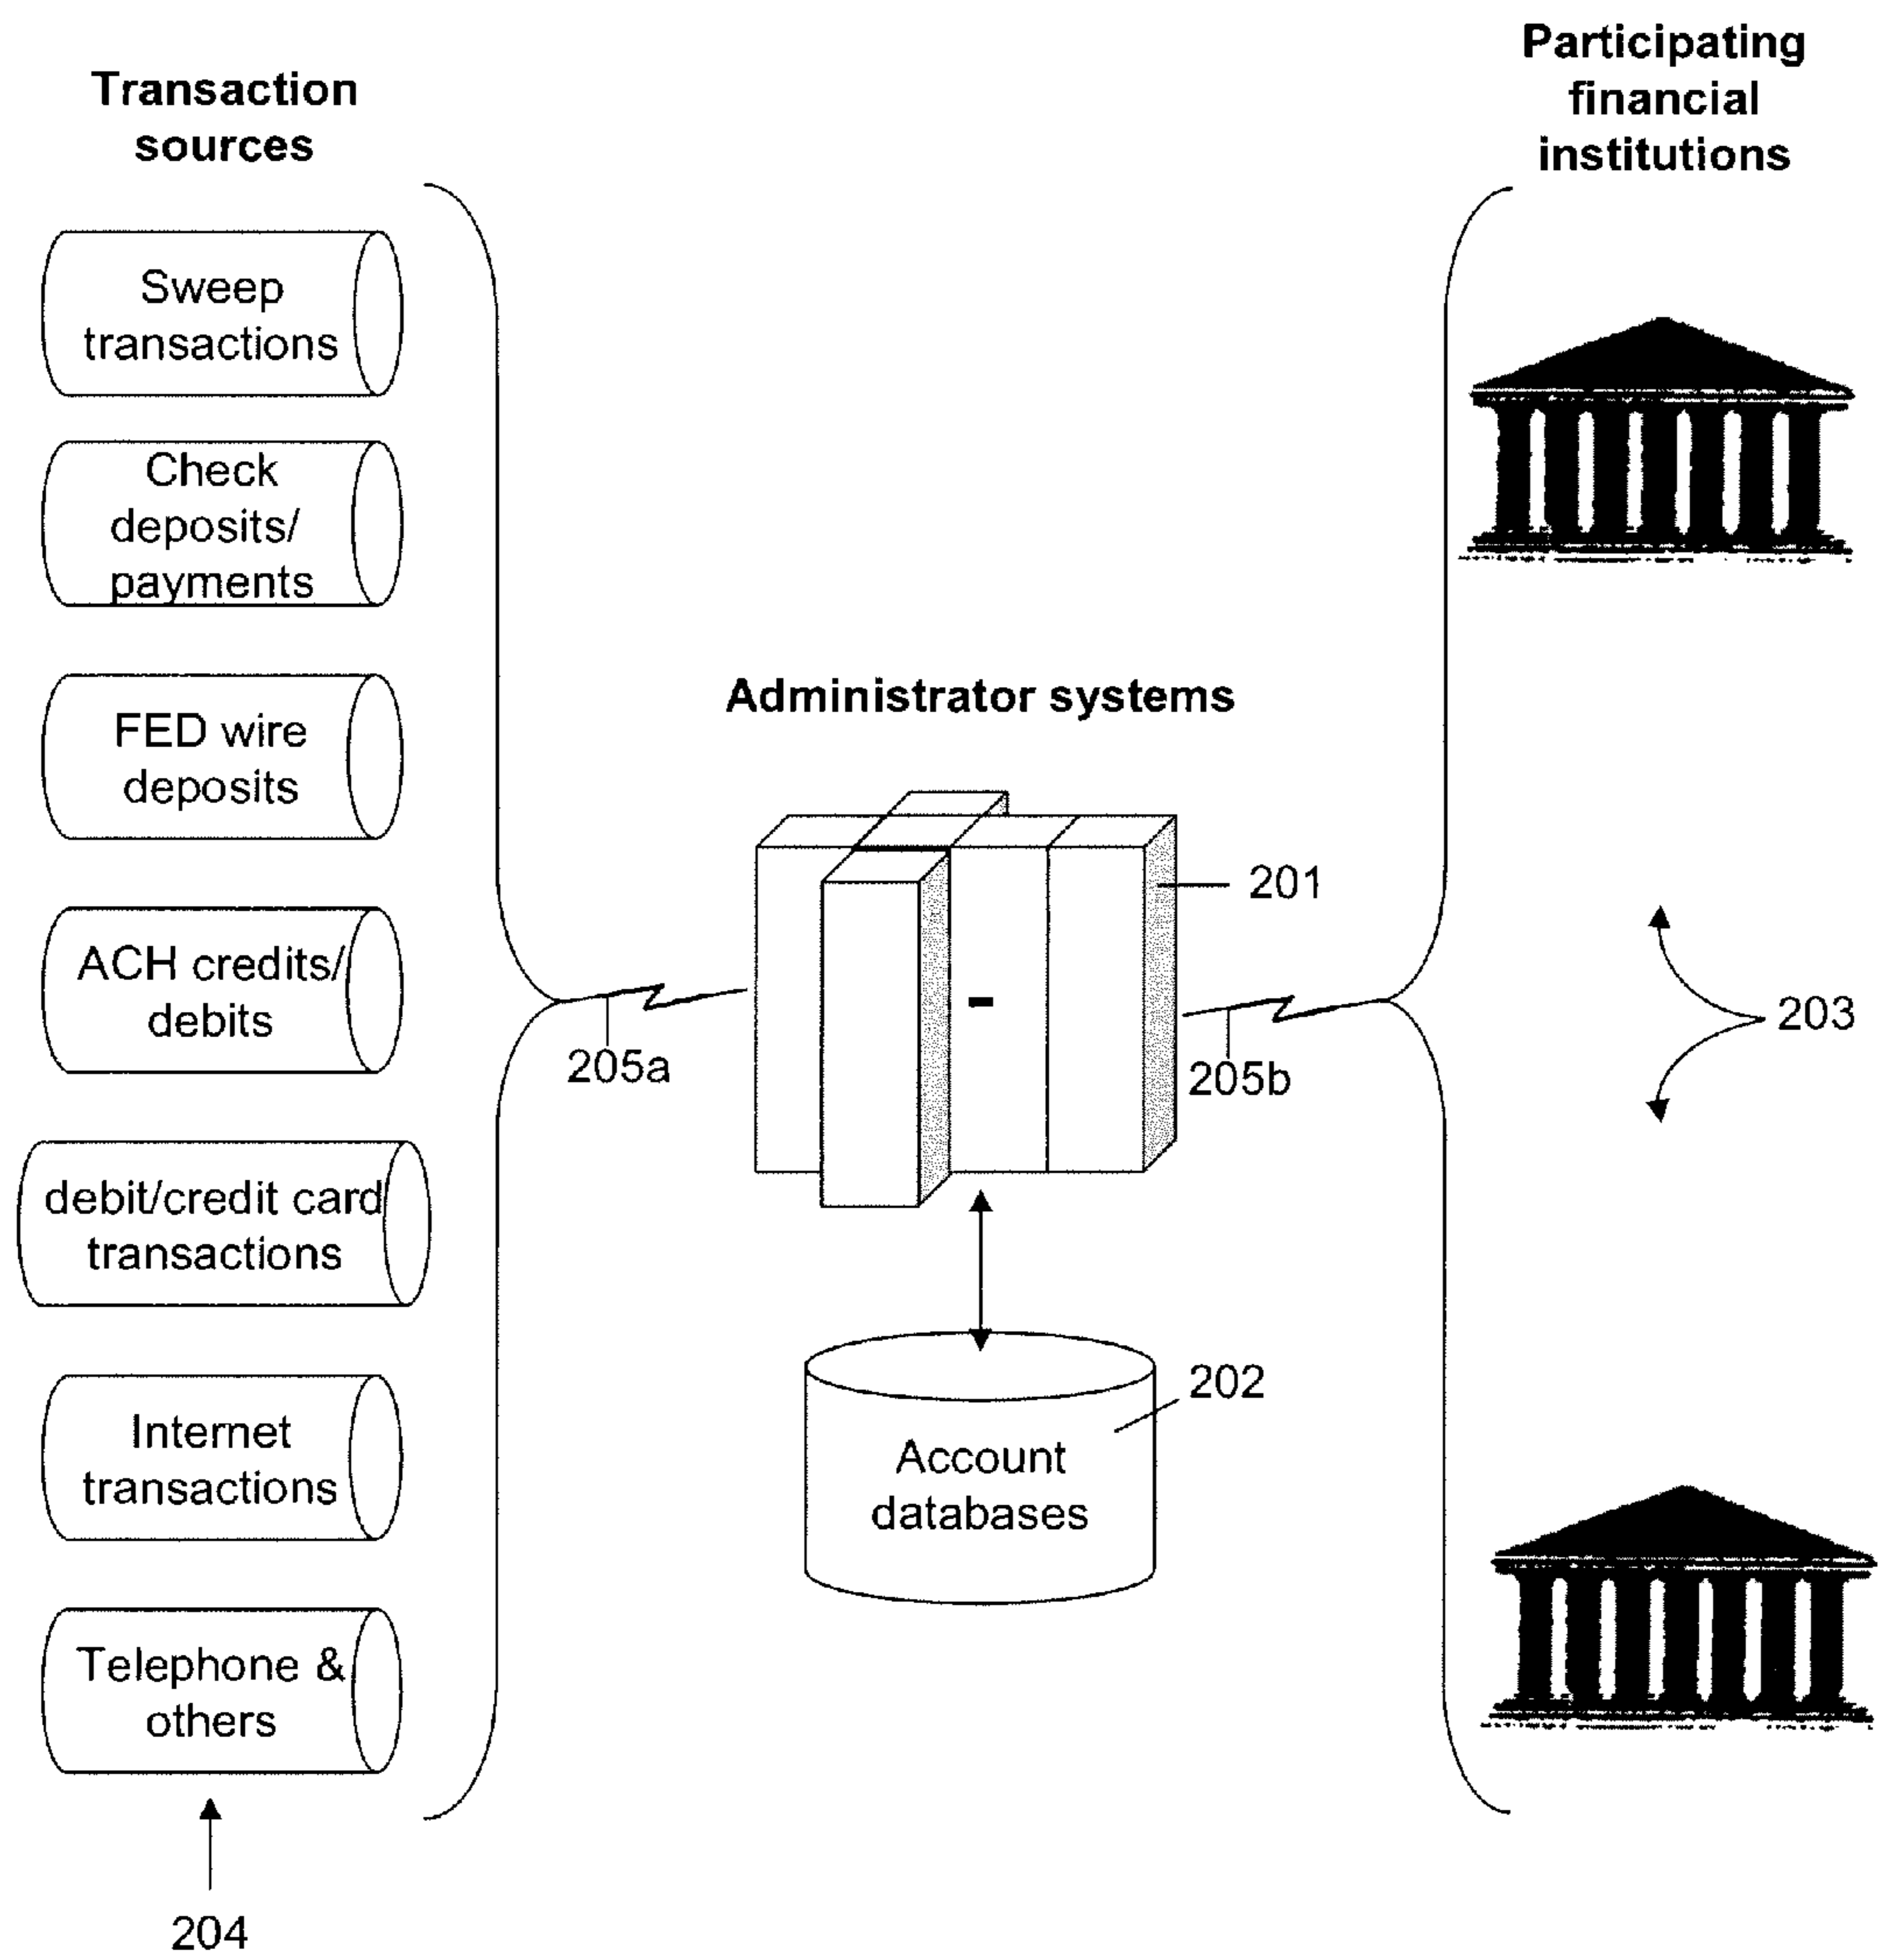 Transaction
sources
Sweep
transactions
Check
deposits/
payments
FED wire
deposits
ACH credits/
debits
debit/credit card
transactions
Internet
transactions
Telephone &
others
204
205a
Administrator systems
201
205b
202
Account
databases
Participating
financial
institutions
203